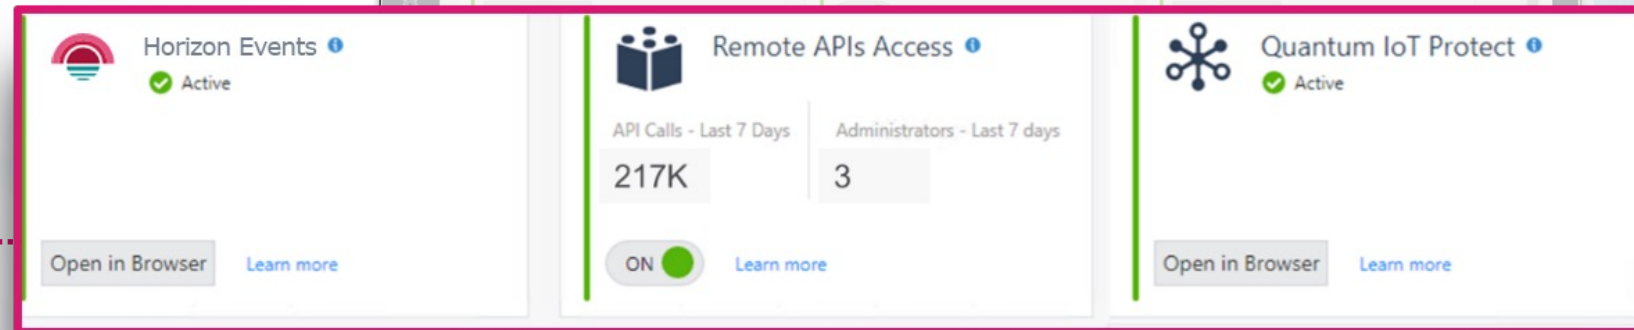 Horizon Events
Active
Open in Browser
Learn more
Remote APIs Access
API Calls - Last 7 Days
Administrators - Last 7 days
217K
3
ON
Learn more
Quantum IoT Protect
Active
Open in Browser
Learn more